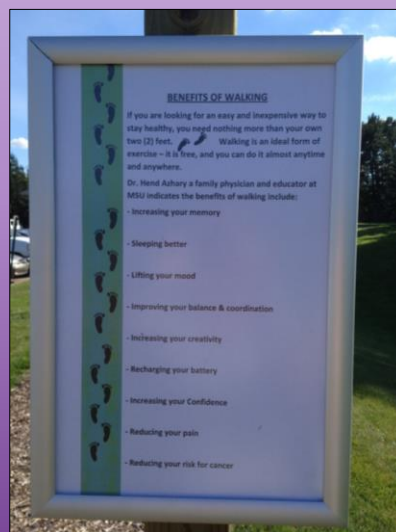 BENEFITS OF WALKING
If you are looking for an easy and inexpensive way to
stay healthy, you need nothing more than your own
two (2) feet. Walking is an ideal form of
exercise – it is free, and you can do it almost anytime
and anywhere.
Dr. Hend Azhary a family physician and educator at
MSU indicates the benefits of walking include:
- Increasing your memory
- Sleeping better
- Lifting your mood
- Improving your balance & coordination
- Increasing your creativity
- Recharging your battery
- Increasing your Confidence
- Reducing your pain
- Reducing your risk for cancer